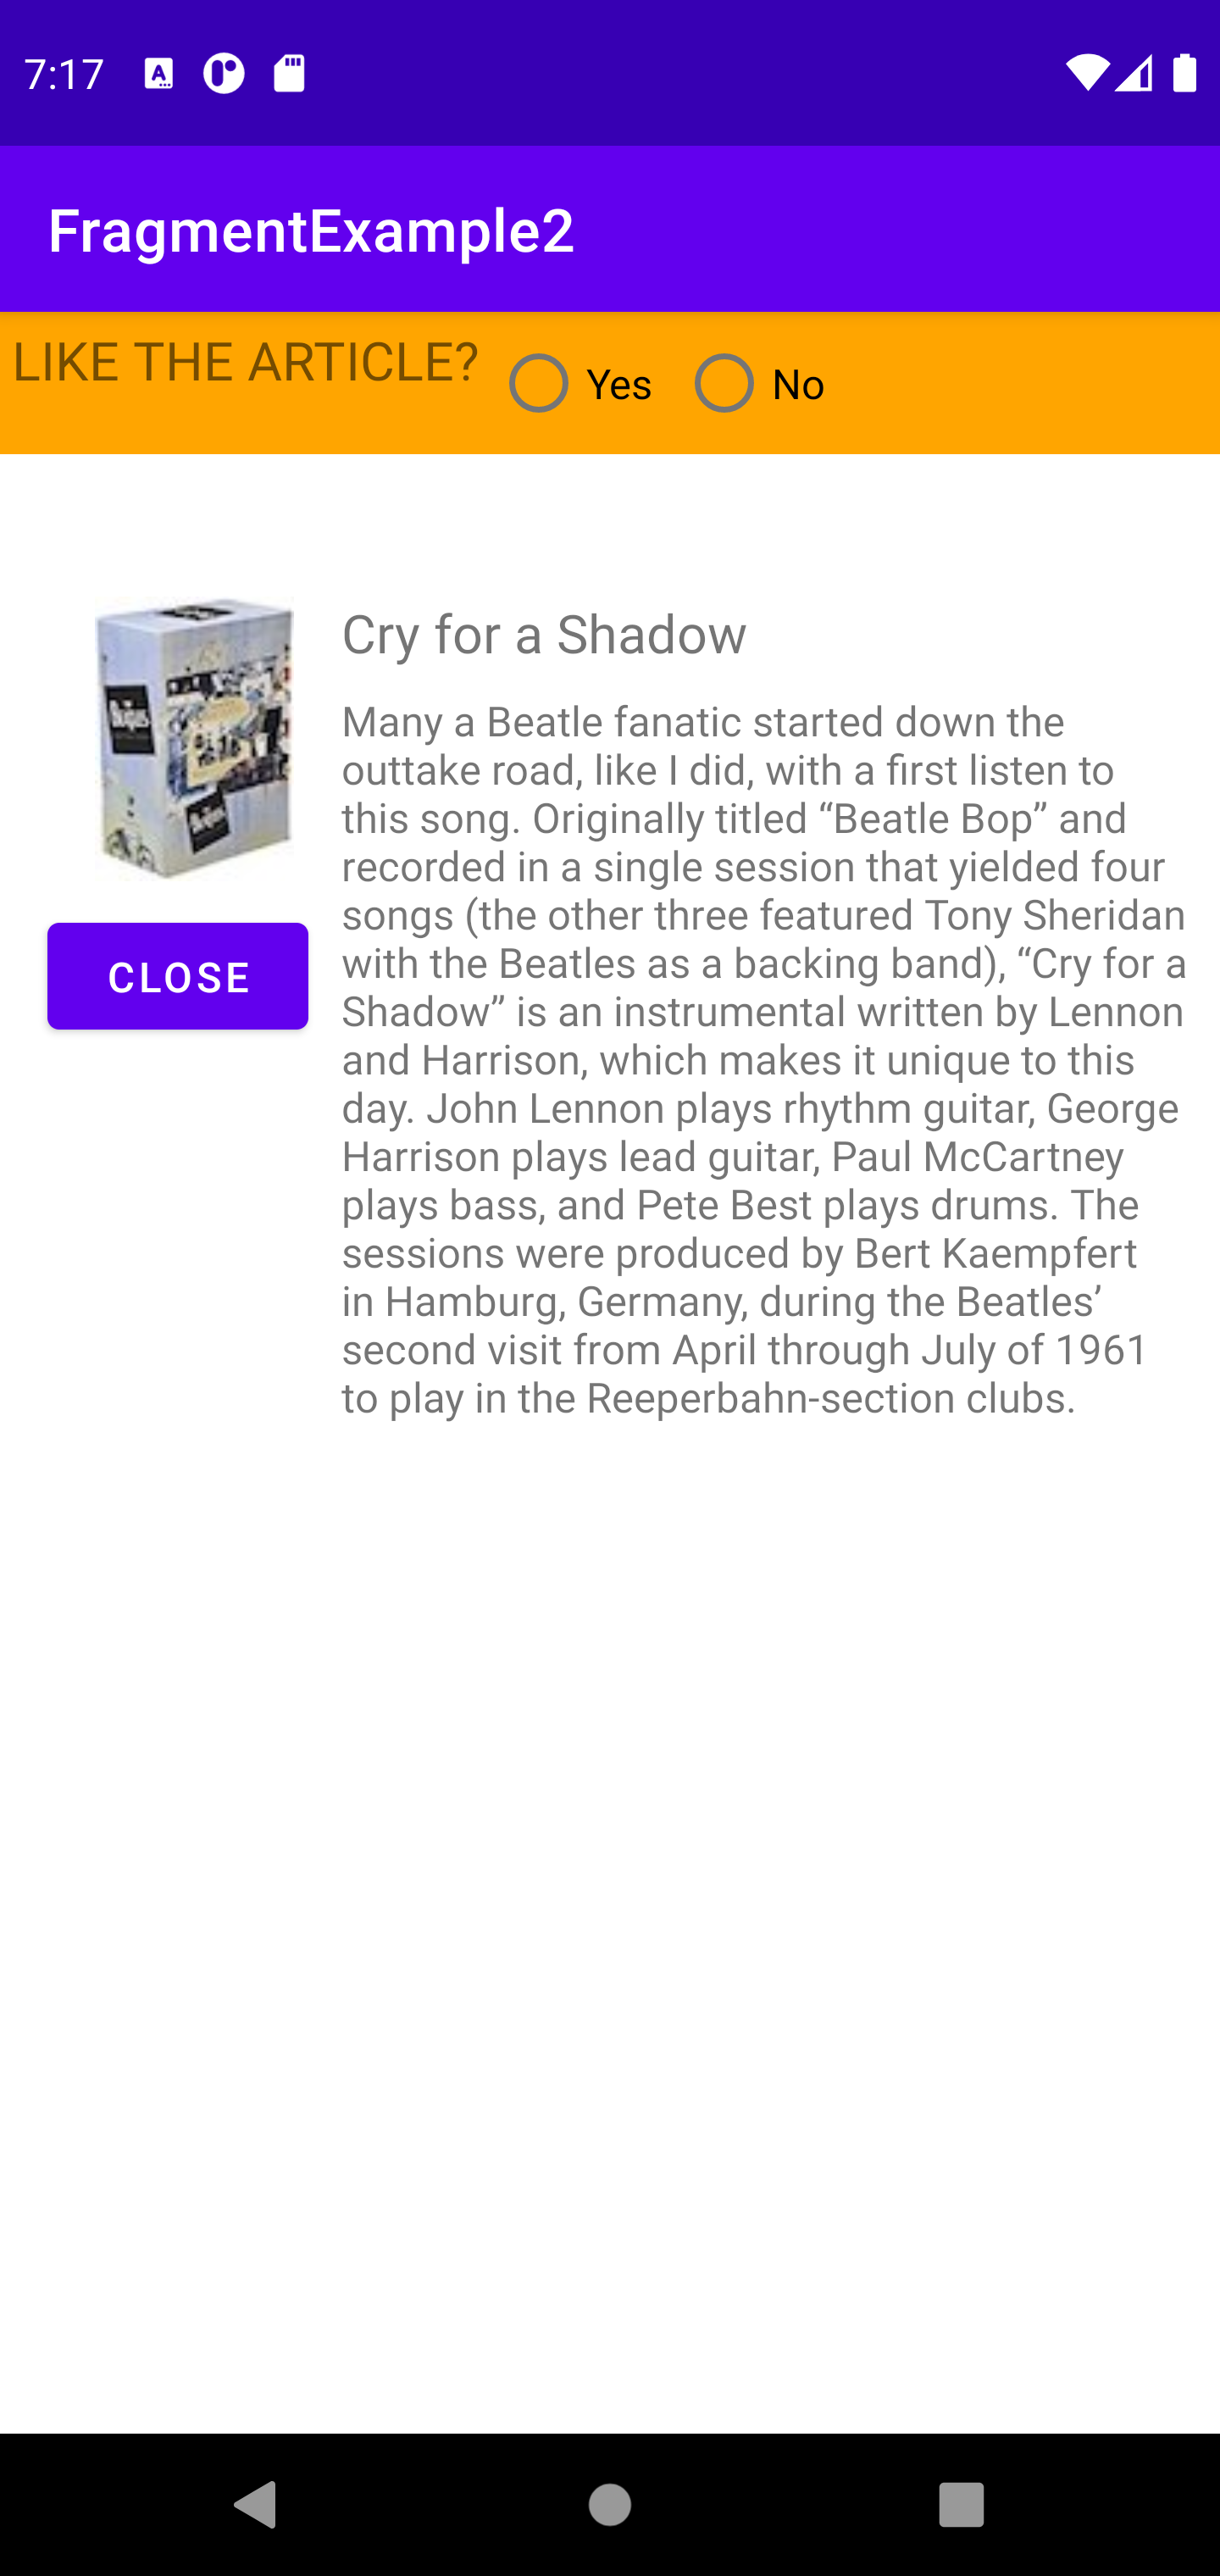 7:17
FragmentExample2
LIKE THE ARTICLE?
Yes
No
Cry for a Shadow
Many a Beatle fanatic started down the
outtake road, like I did, with a first listen to
this song. Originally titled “Beatle Bop” and
recorded in a single session that yielded four
songs (the other three featured Tony Sheridan
with the Beatles as a backing band), “Cry for a
Shadow” is an instrumental written by Lennon
and Harrison, which makes it unique to this
day. John Lennon plays rhythm guitar, George
Harrison plays lead guitar, Paul McCartney
plays bass, and Pete Best plays drums. The
sessions were produced by Bert Kaempfert
in Hamburg, Germany, during the Beatles’
second visit from April through July of 1961
to play in the Reeperbahn-section clubs.
CLOSE